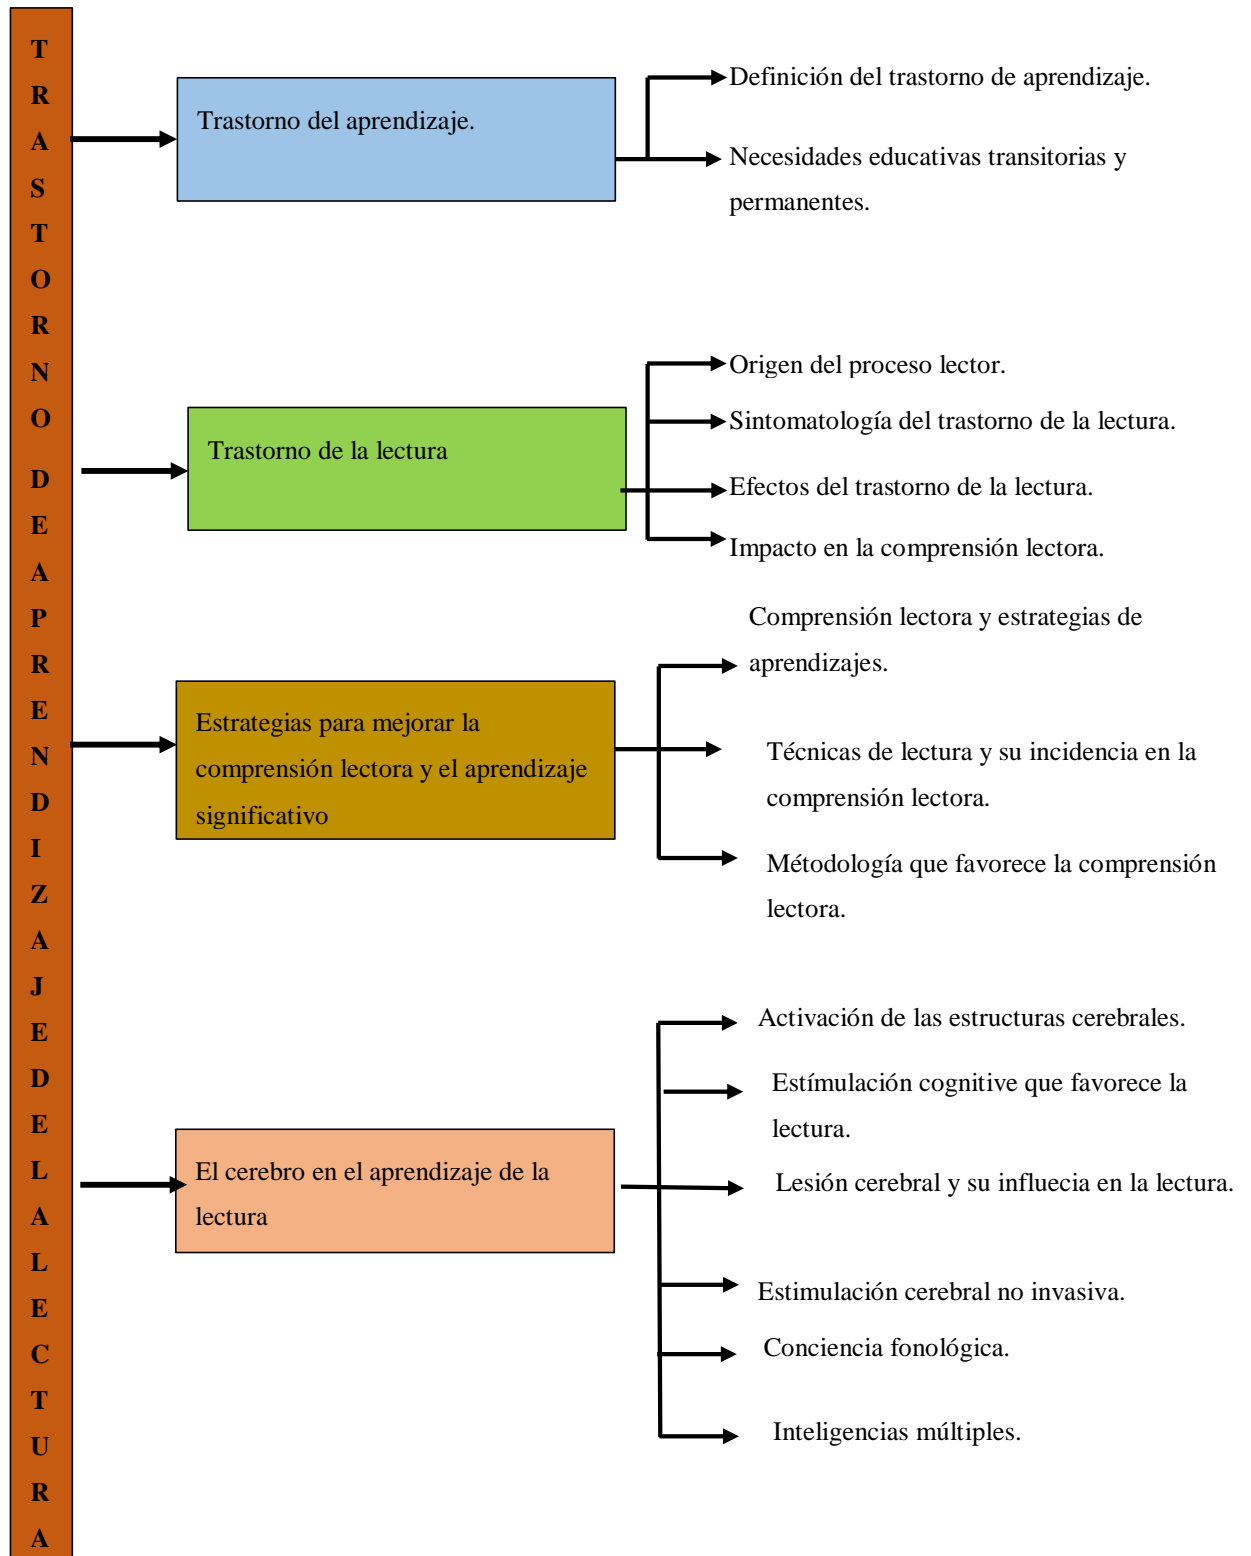 TRASTORNO DE APRENDIZAJE DE LA LECTURA
Trastorno del aprendizaje.
Definición del trastorno de aprendizaje.
Necesidades educativas transitorias y
permanentes.
Trastorno de la lectura
Origen del proceso lector.
Sintomatología del trastorno de la lectura.
Efectos del trastorno de la lectura.
Impacto en la comprensión lectora.
Estrategias para mejorar la
comprensión lectora y el aprendizaje
significativo
Comprensión lectora y estrategias de
aprendizajes.
Técnicas de lectura y su incidencia en la
comprensión lectora.
Métodología que favorece la comprensión
lectora.
El cerebro en el aprendizaje de la
lectura
Activación de las estructuras cerebrales.
Estímulación cognitive que favorece la
lectura.
Lesión cerebral y su influecia en la lectura.
Estimulación cerebral no invasiva.
Conciencia fonológica.
Inteligencias múltiples.